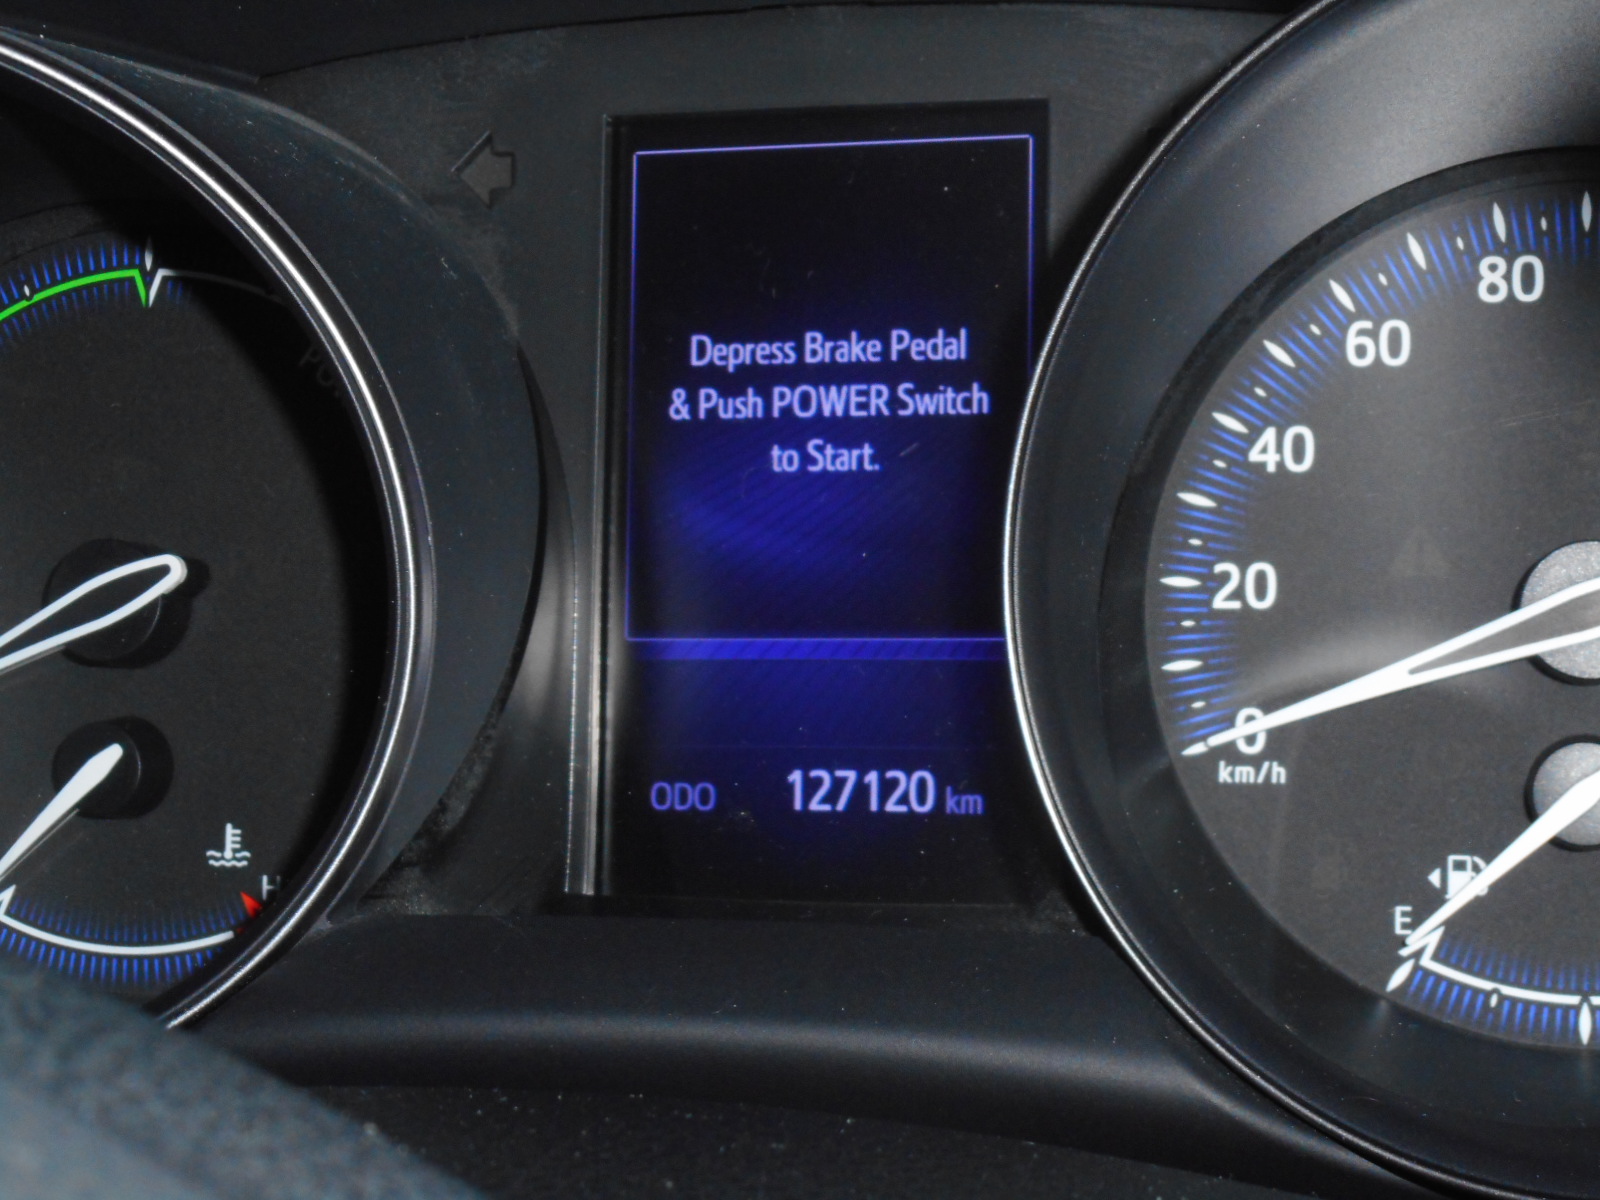 Depress Brake Pedal
& Push POWER Switch
to Start.
ODO 127120 km
80
60
40
20
0
km/h
E
H